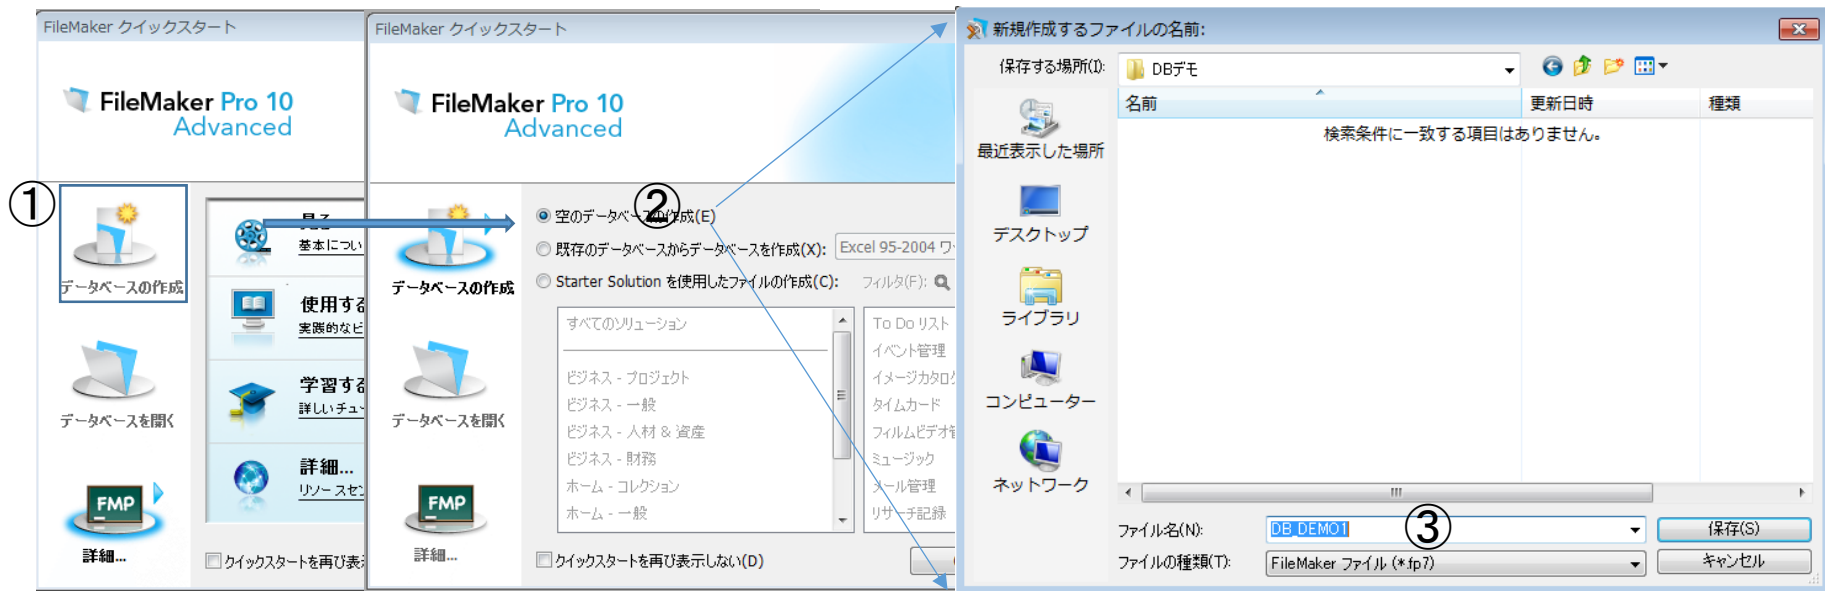 FileMaker クイックスタート
FileMaker Pro 10
Advanced
①
データベースの作成
データベースを開く
FMP
詳細...
基本につい
使用する
実践的なビ
学習する
詳しいチュー
詳細...
リソースセン
クイックスタートを再び表示
FileMaker クイックスタート
FileMaker Pro 10
Advanced
データベースの作成
データベースを開く
FMP
詳細...
②
空のデータベースの作成(E)
既存のデータベースからデータベースを作成(X):
Excel 95-2004 ワ
Starter Solution を使用したファイルの作成(C):
フィルタ(F):
すべてのソリューション
ビジネス - プロジェクト
ビジネス - 一般
ビジネス - 人材 & 資産
ビジネス - 財務
ホーム - コレクション
ホーム - 一般
To Do リスト
イベント管理
イメージカタログ
タイムカード
フィルムビデオ管
ミュージック
メール管理
リサーチ記録
クイックスタートを再び表示しない(D)
新規作成するファイルの名前:
保存する場所(I):
DBデモ
名前
更新日時
種類
検索条件に一致する項目はありません。
最近表示した場所
デスクトップ
ライブラリ
コンピューター
ネットワーク
ファイル名(N):
DB_DEMO1
③
保存(S)
ファイルの種類(T):
FileMaker ファイル (*.fp7)
キャンセル